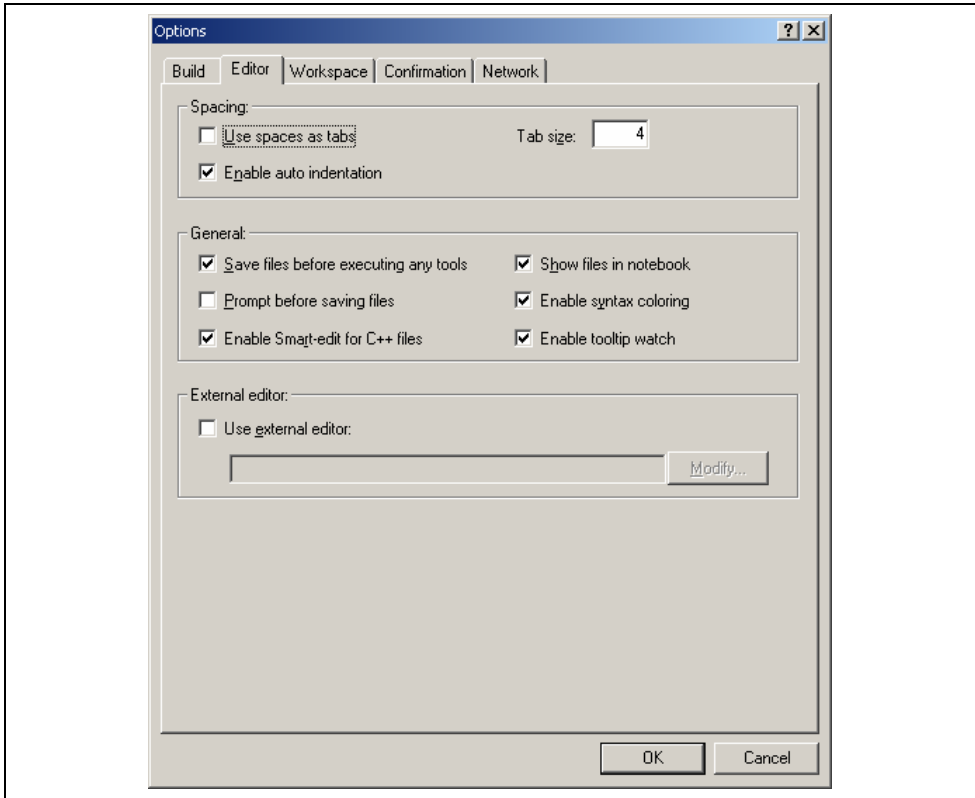 Options
Build Editor Workspace Confirmation Network
Spacing:
Use spaces as tabs Tab size: 4
Enable auto indentation
General:
Save files before executing any tools Show files in notebook
Prompt before saving files Enable syntax coloring
Enable Smart-edit for C++ files Enable tooltip watch
External editor:
Use external editor:
Modify...
OK Cancel